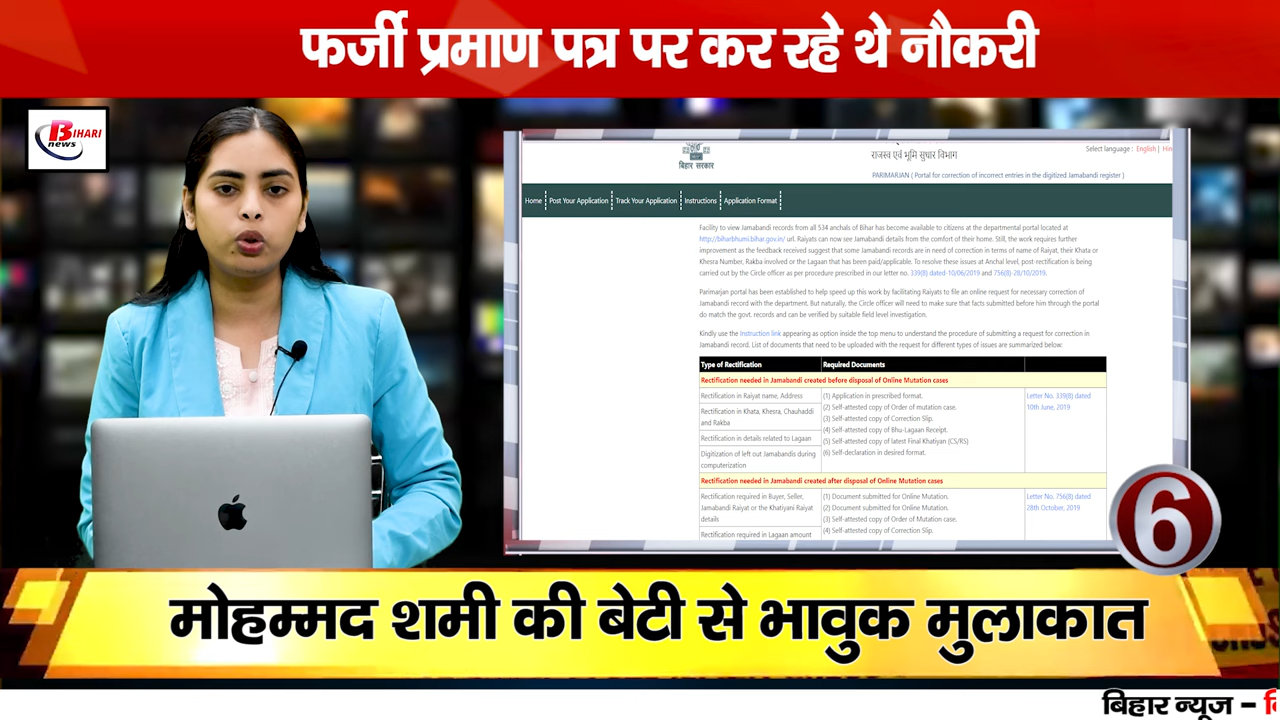 फर्जी प्रमाण पत्र पर कर रहे थे नौकरी
BIHARI
news
बिहार सरकार
राजस्व एवं भूमि सुधार विभाग
Select language : English | Hin
PARIMARJAN ( Portal for correction of incorrect entries in the digitized Jamabandi register )
Home Post Your Application Track Your Application Instructions Application Format
Facility to view Jamabandi records from all 534 anchals of Bihar has become available to citizens at the departmental portal located at
http://biharbhumi.bihar.gov.in/ url. Raiyats can now see Jamabandi details from the comfort of their home. Still, the work requires further
improvement as the feedback received suggest that some Jamabandi records are in need of correction in terms of name of Raiyat, their Khata or
Khesra Number, Rakba involved or the Lagaan that has been paid/applicable. To resolve these issues at Anchal level, post-rectification is being
carried out by the Circle officer as per procedure prescribed in our letter no. 339(8) dated-10/06/2019 and 756(8)-28/10/2019.
Parimarjan portal has been established to help speed up this work by facilitating Raiyats to file an online request for necessary correction of
Jamabandi record with the department. But naturally, the Circle officer will need to make sure that facts submitted before him through the portal
do match the govt. records and can be verified by suitable field level investigation.
Kindly use the Instruction link appearing as option inside the top menu to understand the procedure of submitting a request for correction in
Jamabandi record. List of documents that need to be uploaded with the request for different types of issues are summarized below:
Type of Rectification Required Documents
Rectification needed in Jamabandi created before disposal of Online Mutation cases
Rectification in Raiyat name, Address
Rectification in Khata, Khesra, Chauhaddi
and Rakba
Rectification in details related to Lagaan
Digitization of left out Jamabandis during
computerization
(1) Application in prescribed format.
(2) Self-attested copy of Order of mutation case.
(3) Self-attested copy of Correction Slip.
(4) Self-attested copy of Bhu-Lagaan Receipt.
(5) Self-attested copy of latest Final Khatiyan (CS/RS)
(6) Self-declaration in desired format.
Letter No. 339(8) dated
10th June, 2019
Rectification needed in Jamabandi created after disposal of Online Mutation cases
Rectification required in Buyer, Seller,
Jamabandi Raiyat or the Khatiyani Raiyat
details
Rectification required in Lagaan amount
(1) Document submitted for Online Mutation.
(2) Document submitted for Online Mutation.
(3) Self-attested copy of Order of Mutation case.
(4) Self-attested copy of Correction Slip.
Letter No. 756(8) dated
28th October, 2019
6
मोहम्मद शमी की बेटी से भावुक मुलाकात
बिहार न्यूज –